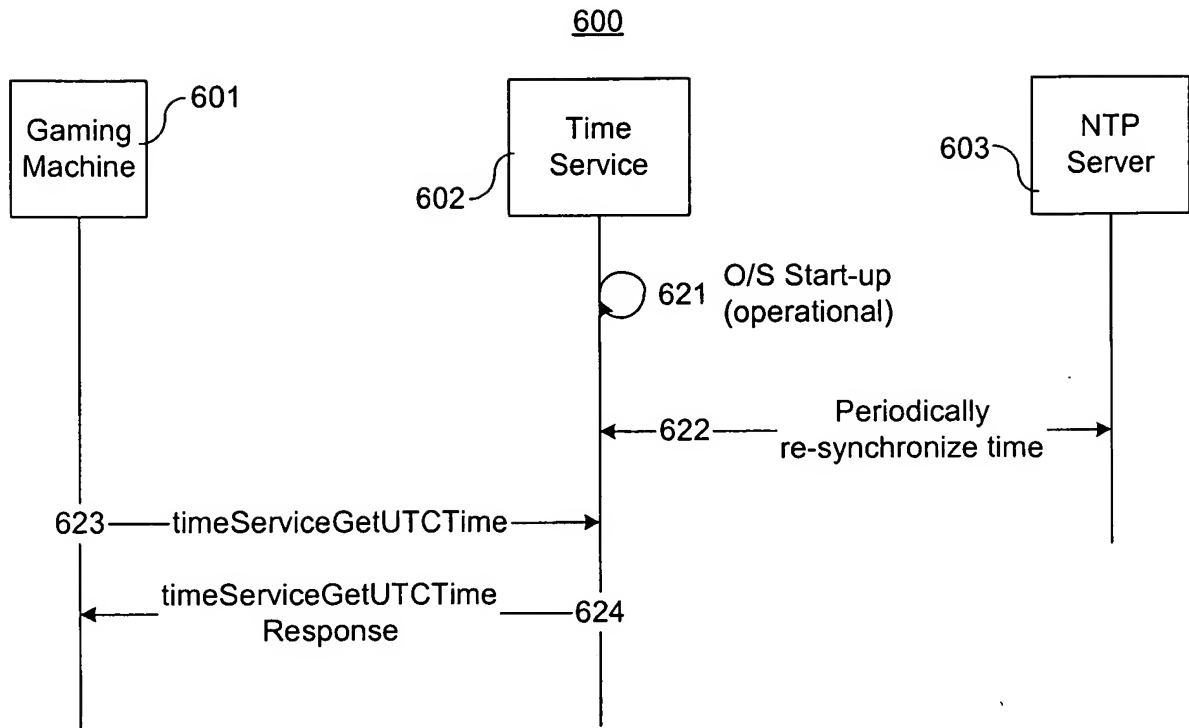 600
Gaming
Machine
601
Time
Service
602
NTP
Server
603
621
O/S Start-up
(operational)
622
Periodically
re-synchronize time
623
timeServiceGetUTCTime
timeServiceGetUTCTime
Response
624